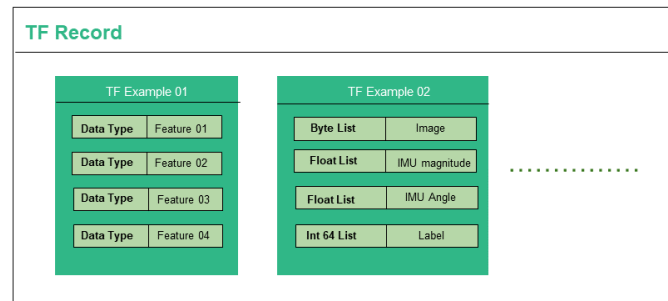 TF Record
TF Example 01
Data Type Feature 01
Data Type Feature 02
Data Type Feature 03
Data Type Feature 04
TF Example 02
Byte List Image
Float List IMU magnitude
Float List IMU Angle
Int 64 List Label